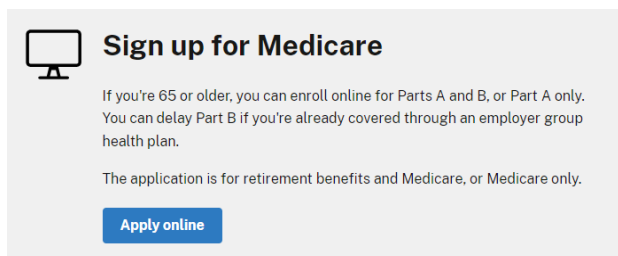 Sign up for Medicare
If you're 65 or older, you can enroll online for Parts A and B, or Part A only.
You can delay Part B if you're already covered through an employer group
health plan.
The application is for retirement benefits and Medicare, or Medicare only.
Apply online